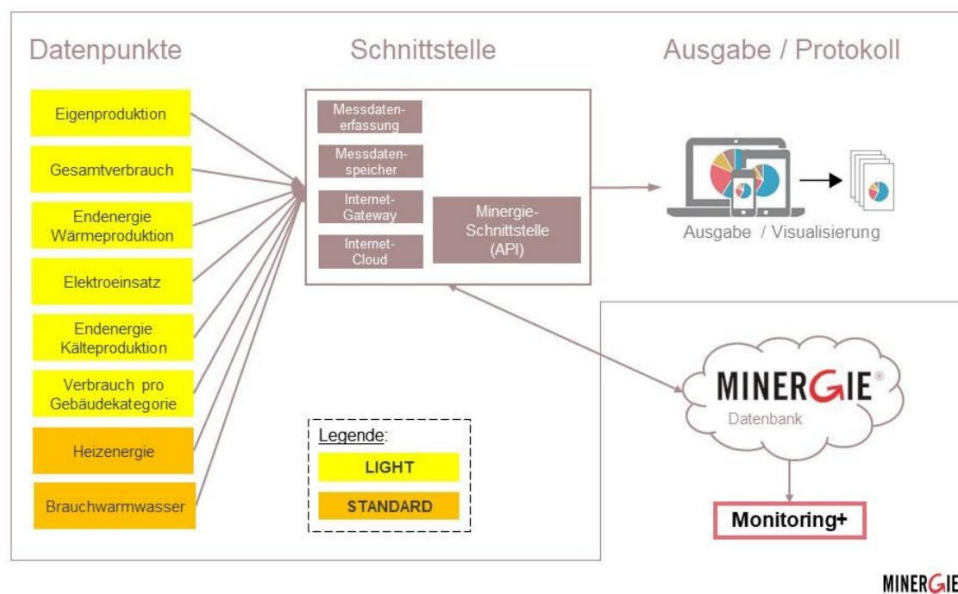 Datenpunkte
Eigenproduktion
Gesamtverbrauch
Endenergie
Wärmeproduktion
Elektroeinsatz
Endenergie
Kälteproduktion
Verbrauch pro
Gebäudekategorie
Heizenergie
Brauchwarmwasser
Schnittstelle
Messdaten-
erfassung
Messdaten-
speicher
Internet-
Gateway
Internet-
Cloud
Minergie-
Schnittstelle
(API)
Legende:
LIGHT
STANDARD
Ausgabe / Protokoll
Ausgabe / Visualisierung
MINERGIE®
Datenbank
Monitoring+
MINERGIE